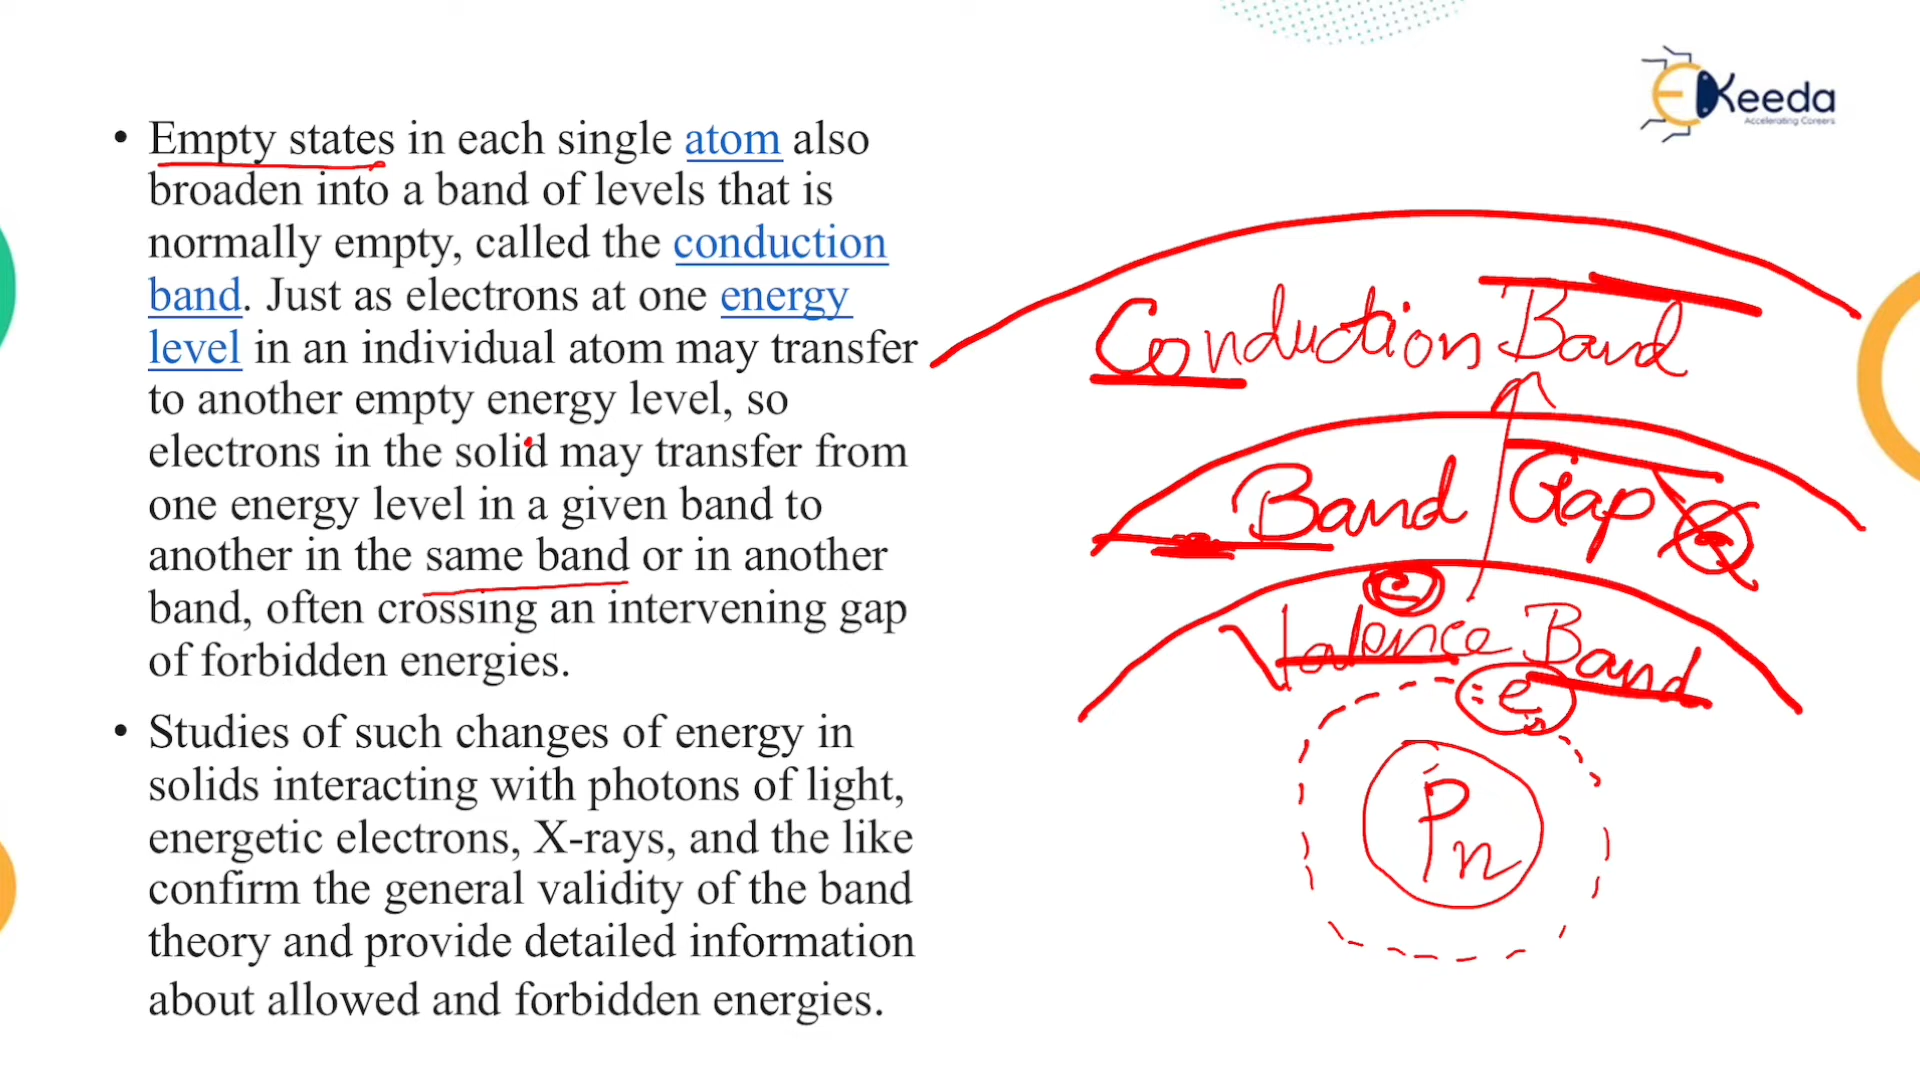 EKeeda
Accelerating Careers
• Empty states in each single atom also
broaden into a band of levels that is
normally empty, called the conduction
band. Just as electrons at one energy
level in an individual atom may transfer
to another empty energy level, so
electrons in the solid may transfer from
one energy level in a given band to
another in the same band or in another
band, often crossing an intervening gap
of forbidden energies.
• Studies of such changes of energy in
solids interacting with photons of light,
energetic electrons, X-rays, and the like
confirm the general validity of the band
theory and provide detailed information
about allowed and forbidden energies.
Conduction Band
Band Gap
e
Valence Band
e
P
n